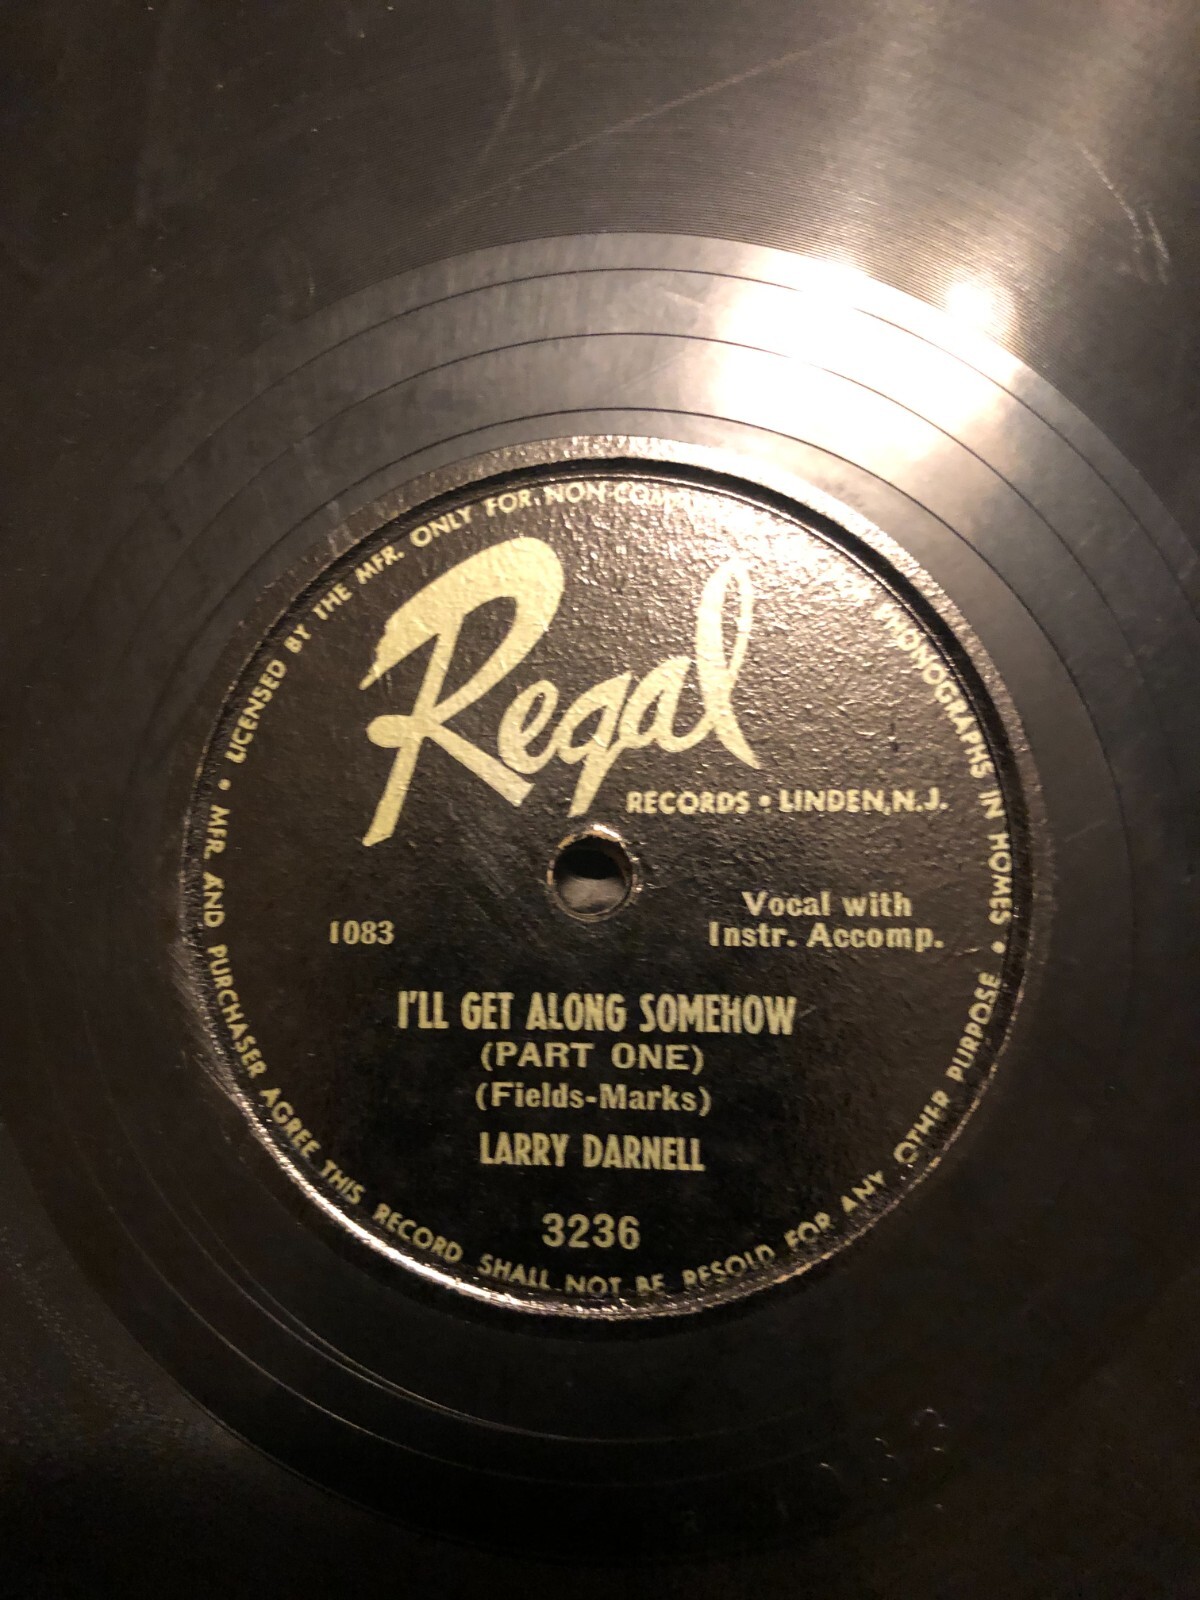 LICENSED BY THE MFR. ONLY FOR NON-COMM
PHONOGRAPHS IN HOMES •
Regal
RECORDS • LINDEN, N.J.
1083
Vocal with
Instr. Accomp.
I'LL GET ALONG SOMEHOW
(PART ONE)
(Fields-Marks)
LARRY DARNELL
3236
• MFR. AND PURCHASER AGREE THIS RECORD SHALL NOT BE RESOLD FOR ANY OTHER PURPOSE